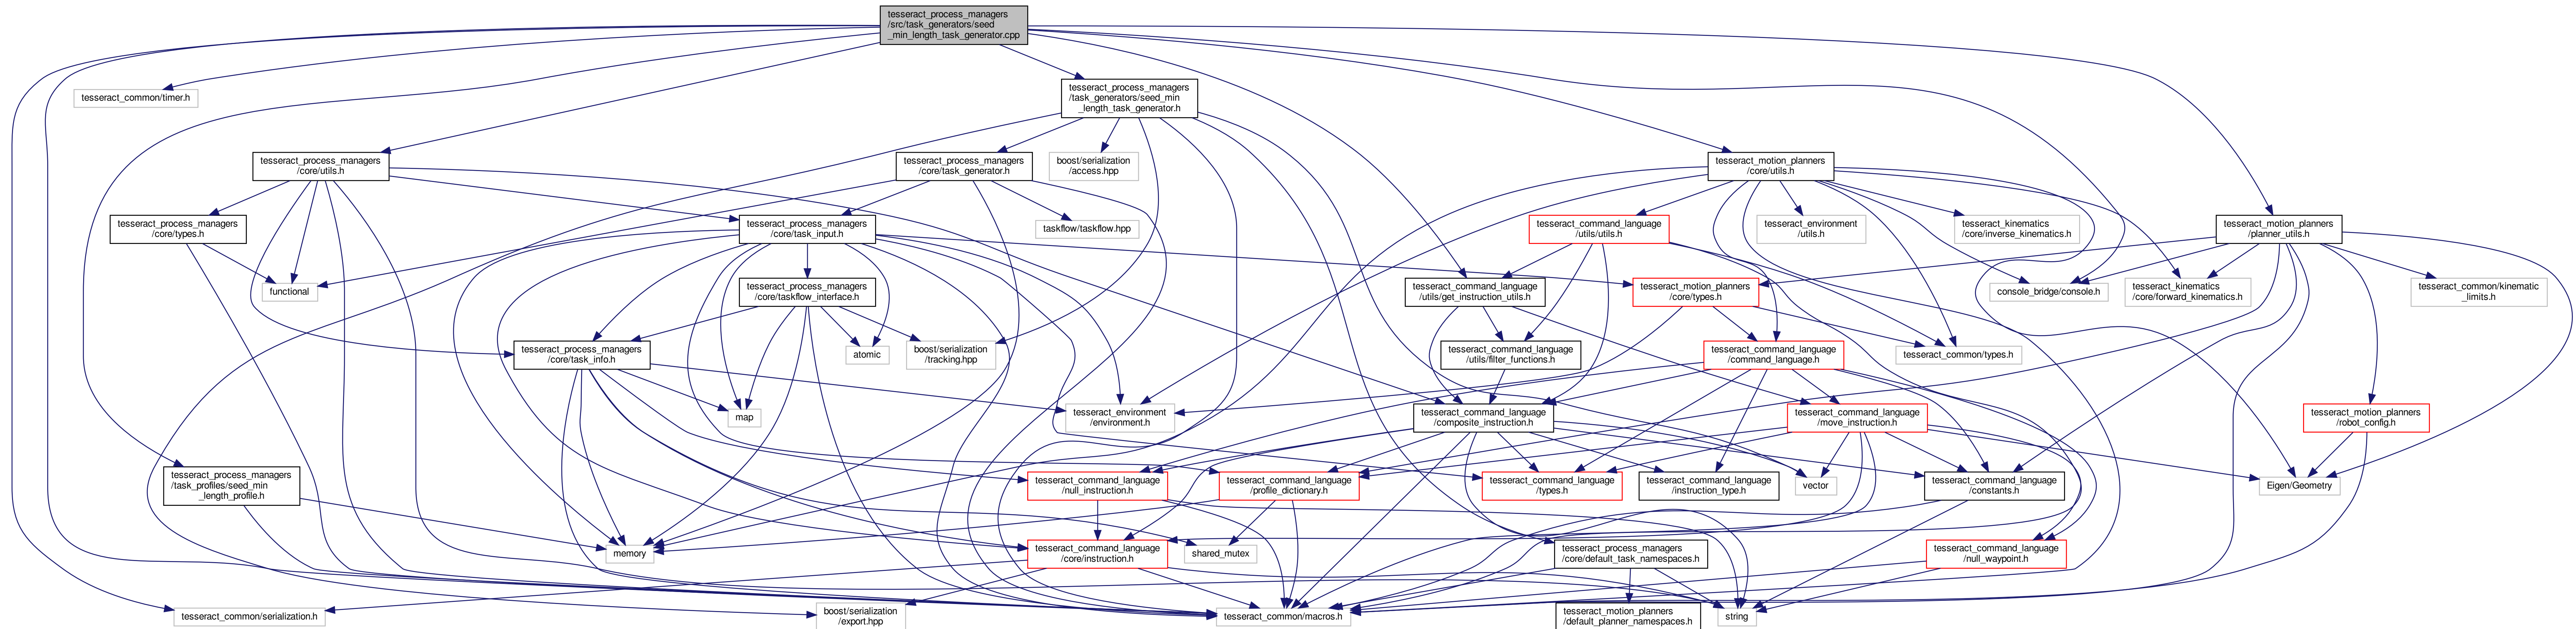 tesseract_process_managers
/src/task_generators/seed
_min_length_task_generator.cpp
tesseract_common/timer.h
tesseract_process_managers
/task_generators/seed_min
_length_task_generator.h
tesseract_process_managers
/core/utils.h
tesseract_process_managers
/core/task_generator.h
boost/serialization
/access.hpp
tesseract_motion_planners
/core/utils.h
tesseract_process_managers
/core/types.h
tesseract_process_managers
/core/task_input.h
taskflow/taskflow.hpp
tesseract_command_language
/utils/utils.h
tesseract_environment
/utils.h
tesseract_kinematics
/core/inverse_kinematics.h
tesseract_motion_planners
/planner_utils.h
functional
tesseract_process_managers
/core/taskflow_interface.h
tesseract_motion_planners
/core/types.h
tesseract_command_language
/utils/get_instruction_utils.h
console_bridge/console.h
tesseract_kinematics
/core/forward_kinematics.h
tesseract_common/kinematic
_limits.h
tesseract_process_managers
/core/task_info.h
atomic
boost/serialization
/tracking.hpp
tesseract_command_language
/utils/filter_functions.h
tesseract_command_language
/command_language.h
tesseract_common/types.h
map
tesseract_environment
/environment.h
tesseract_command_language
/composite_instruction.h
tesseract_command_language
/move_instruction.h
tesseract_motion_planners
/robot_config.h
tesseract_process_managers
/task_profiles/seed_min
_length_profile.h
tesseract_command_language
/null_instruction.h
tesseract_command_language
/profile_dictionary.h
tesseract_command_language
/types.h
tesseract_command_language
/instruction_type.h
vector
tesseract_command_language
/constants.h
Eigen/Geometry
memory
tesseract_command_language
/core/instruction.h
shared_mutex
tesseract_process_managers
/core/default_task_namespaces.h
tesseract_command_language
/null_waypoint.h
tesseract_common/serialization.h
boost/serialization
/export.hpp
tesseract_common/macros.h
tesseract_motion_planners
/default_planner_namespaces.h
string